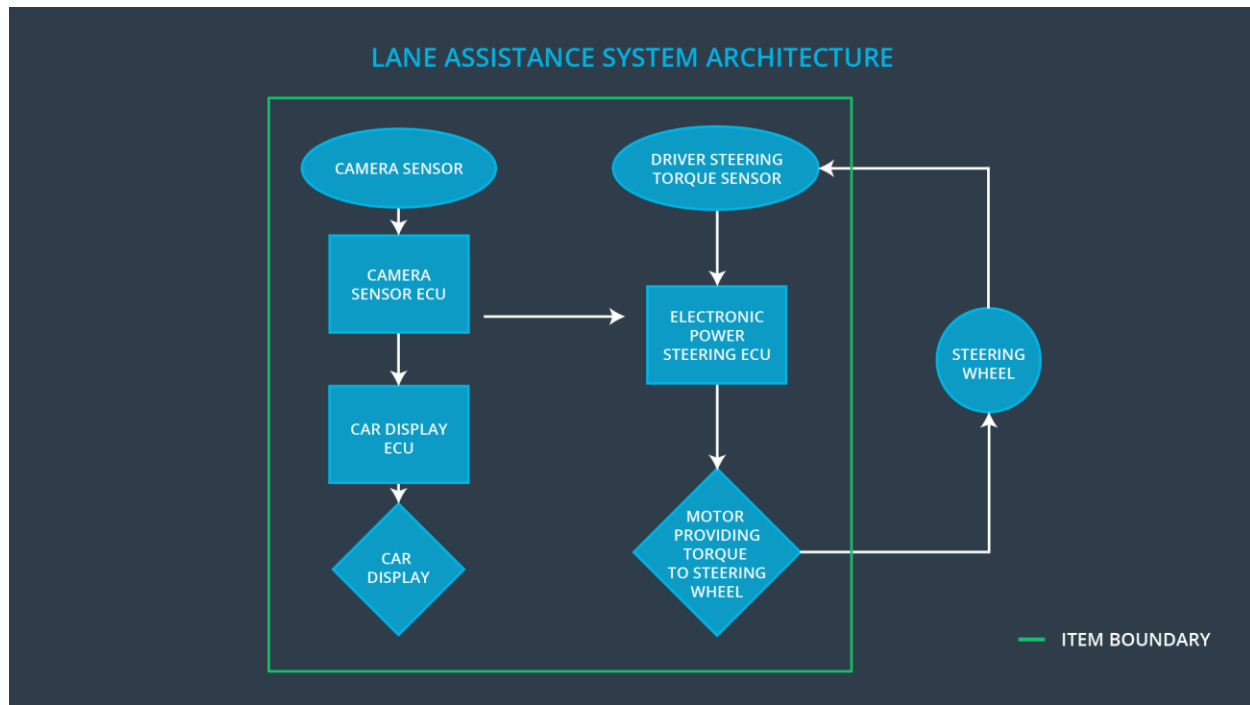 LANE ASSISTANCE SYSTEM ARCHITECTURE
CAMERA SENSOR
CAMERA
SENSOR ECU
CAR DISPLAY
ECU
CAR
DISPLAY
DRIVER STEERING
TORQUE SENSOR
ELECTRONIC
POWER
STEERING ECU
MOTOR
PROVIDING
TORQUE
TO STEERING
WHEEL
STEERING
WHEEL
ITEM BOUNDARY